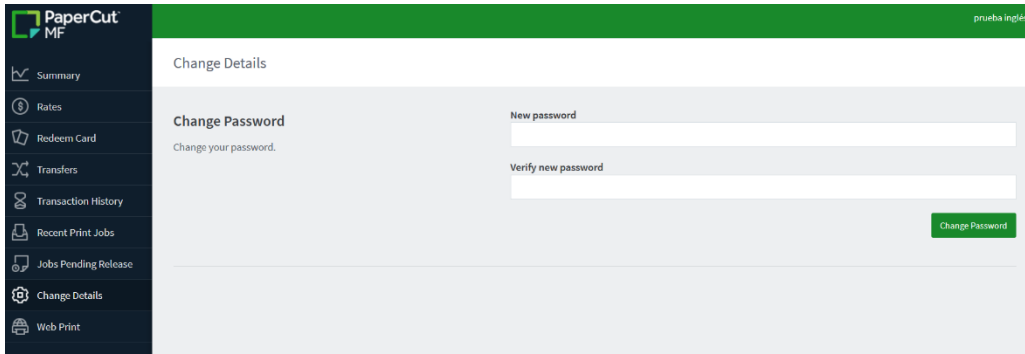 PaperCut
MF
prueba inglés
Summary
Rates
Redeem Card
Transfers
Transaction History
Recent Print Jobs
Jobs Pending Release
Change Details
Web Print
Change Details
Change Password
Change your password.
New password
Verify new password
Change Password